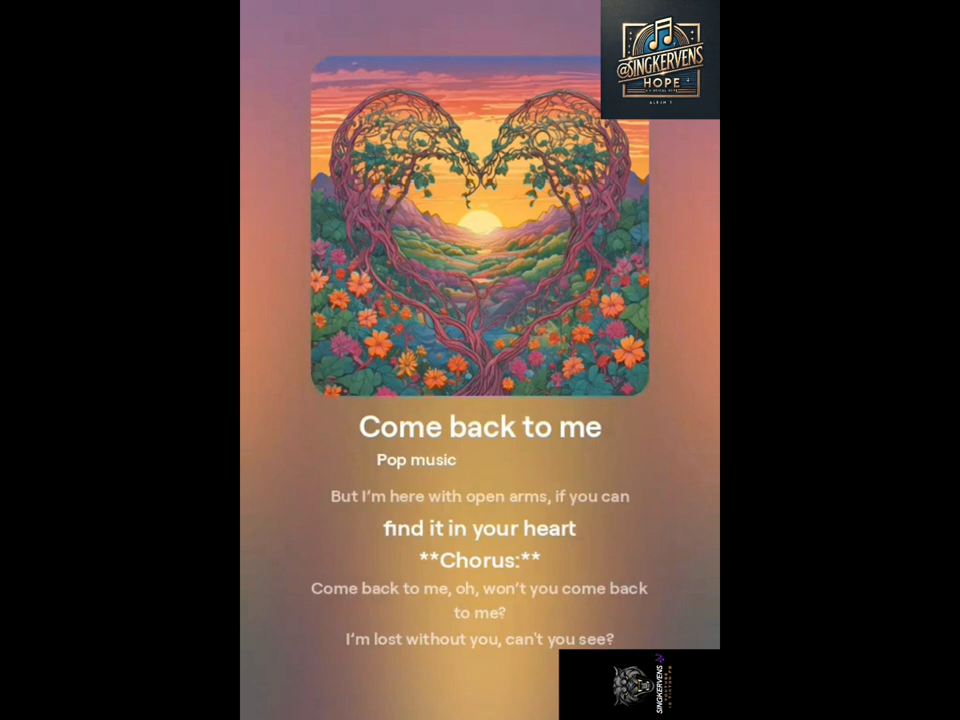 @SINGKERVENS
HOPE
Come back to me
Pop music
But I’m here with open arms, if you can
find it in your heart
**Chorus:**
Come back to me, oh, won’t you come back
to me?
I’m lost without you, can't you see?
SINGKERVENS